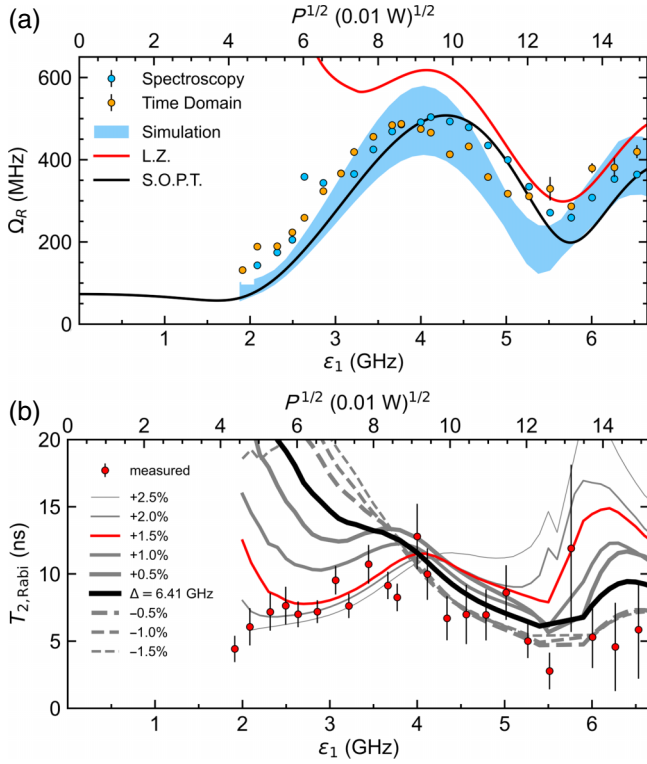 (a)
P^1/2 (0.01 W)^1/2
0 2 4 6 8 10 12 14
600
400
200
0
Ω_R (MHz)
Spectroscopy
Time Domain
Simulation
L.Z.
S.O.P.T.
1 2 3 4 5 6
ε₁ (GHz)
(b)
P^1/2 (0.01 W)^1/2
0 2 4 6 8 10 12 14
20
15
10
5
0
T_2,Rabi (ns)
measured
+2.5%
+2.0%
+1.5%
+1.0%
+0.5%
Δ = 6.41 GHz
−0.5%
−1.0%
−1.5%
1 2 3 4 5 6
ε₁ (GHz)